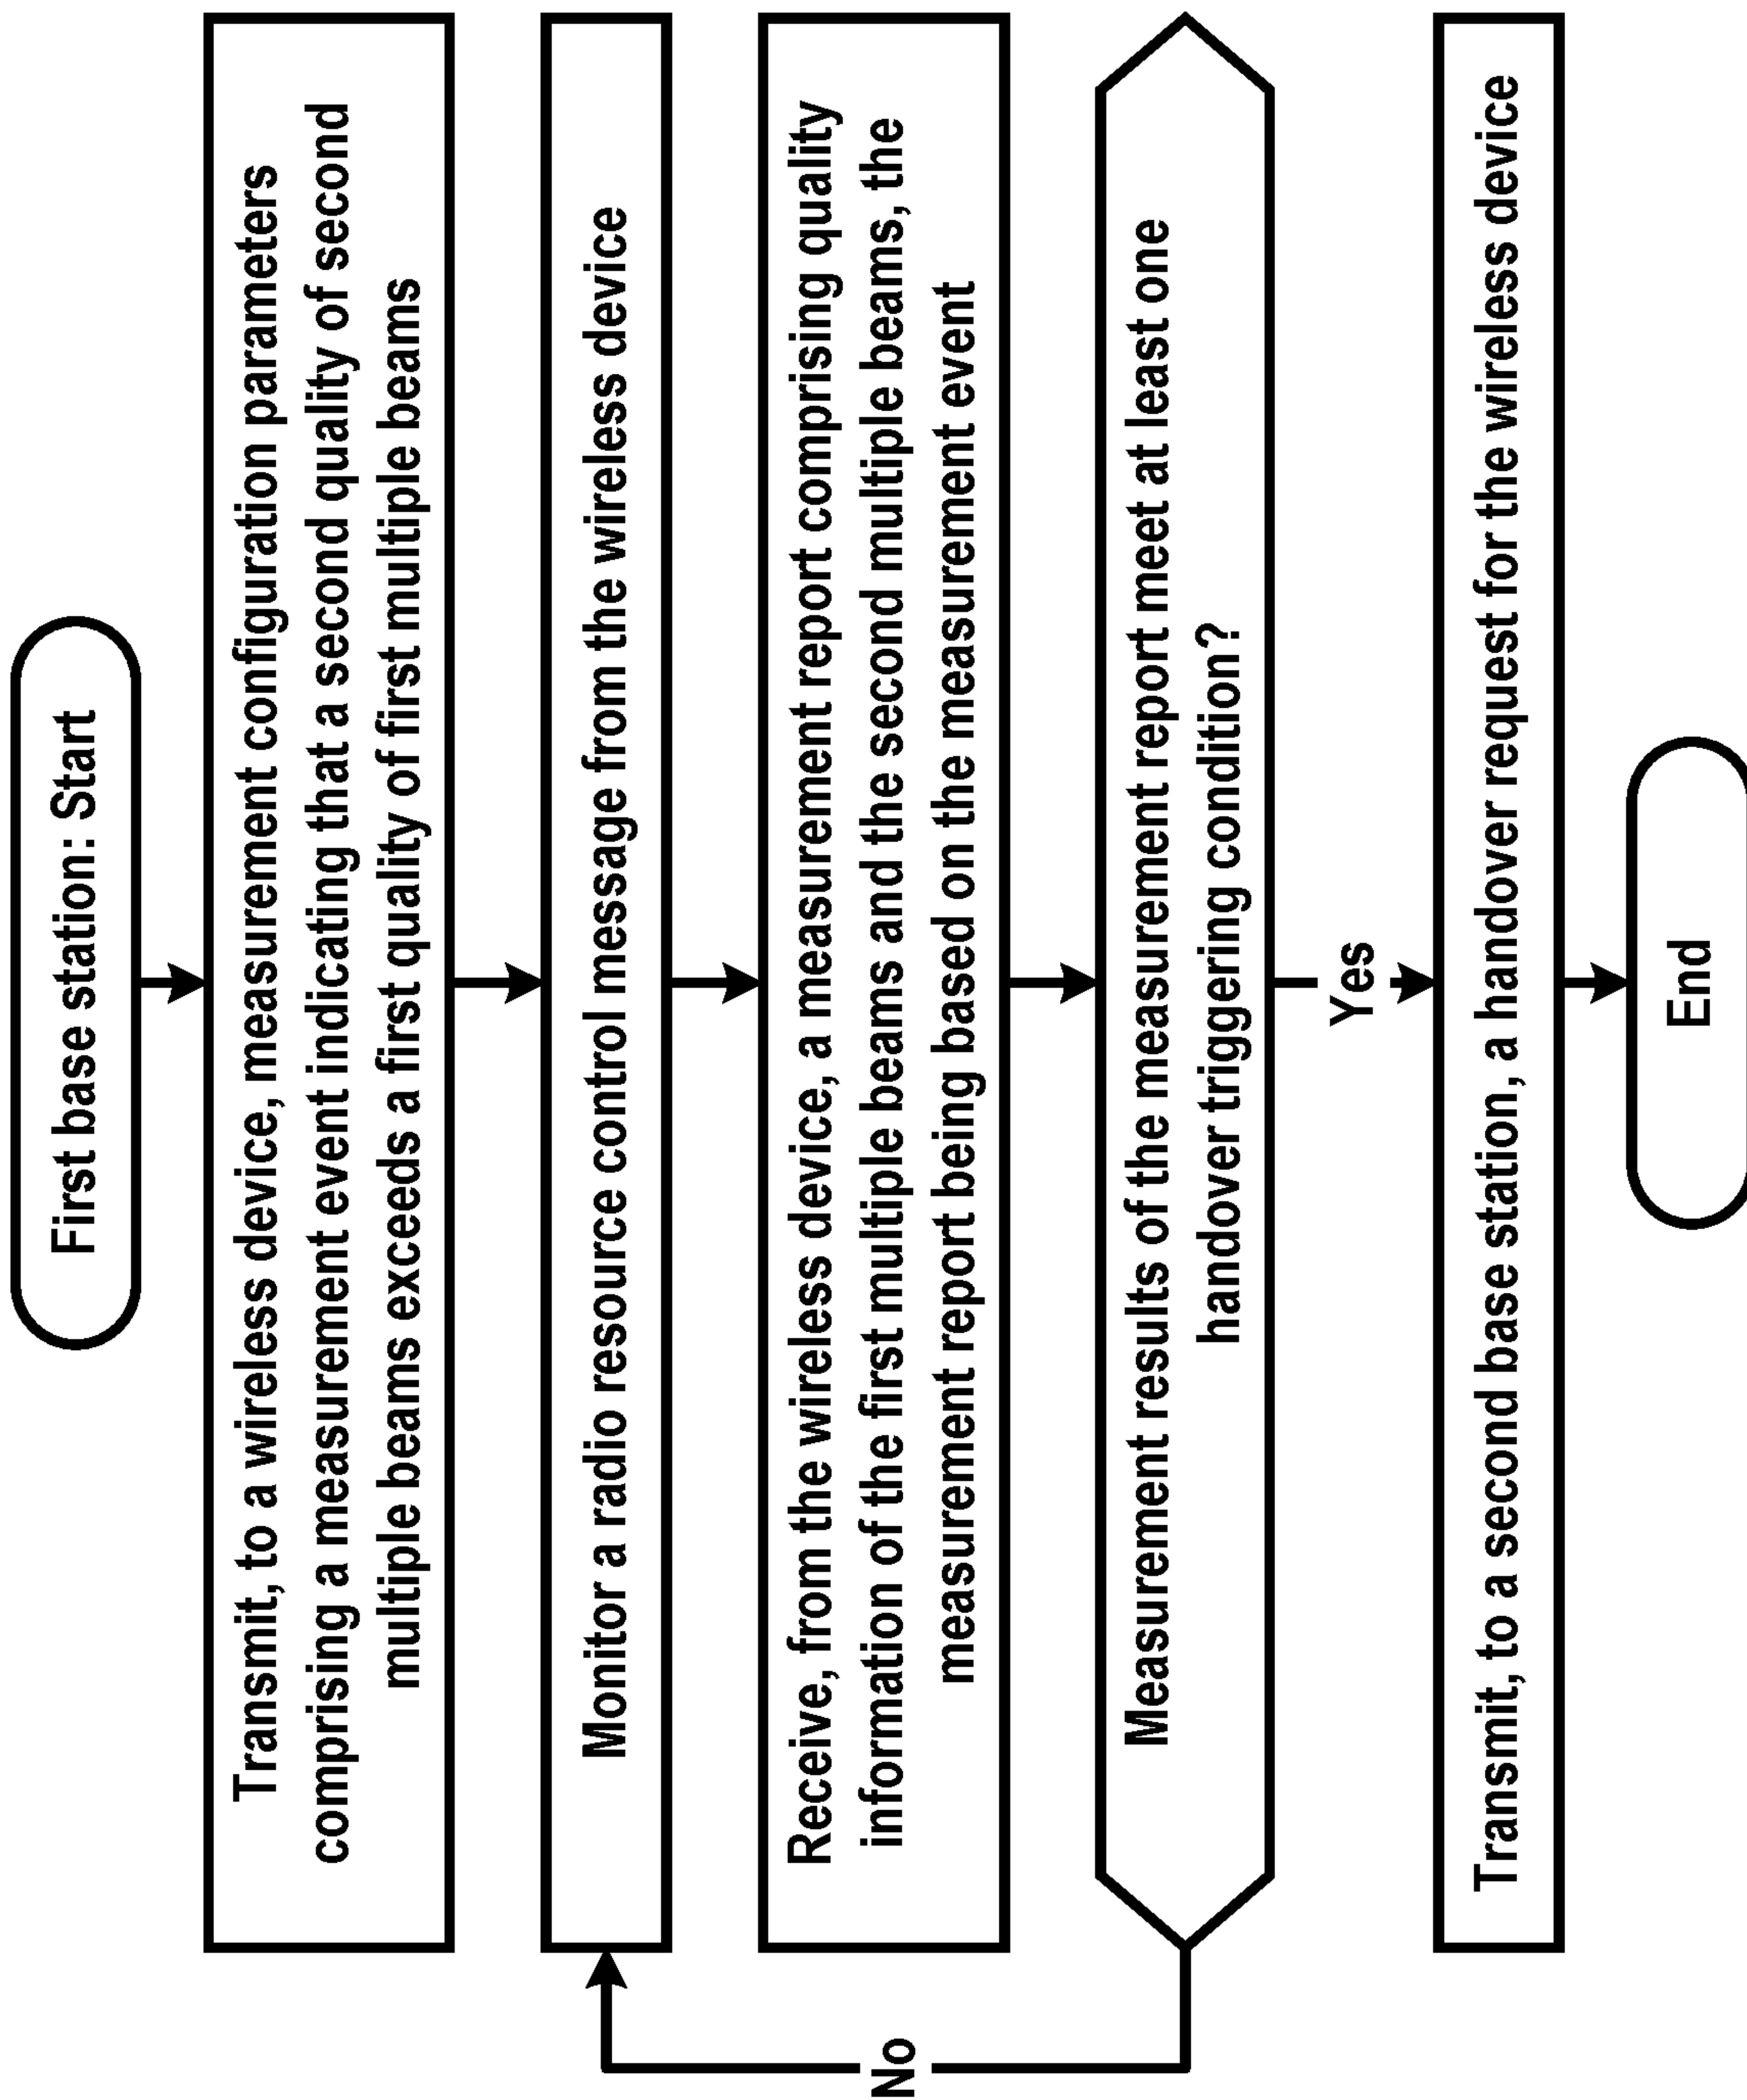 First base station: Start
Transmit, to a wireless device, measurement configuration parameters
comprising a measurement event indicating that a second quality of second
multiple beams exceeds a first quality of first multiple beams
Monitor a radio resource control message from the wireless device
Receive, from the wireless device, a measurement report comprising quality
information of the first multiple beams and the second multiple beams, the
measurement report being based on the measurement event
Measurement results of the measurement report meet at least one
handover triggering condition?
No
Yes
Transmit, to a second base station, a handover request for the wireless device
End